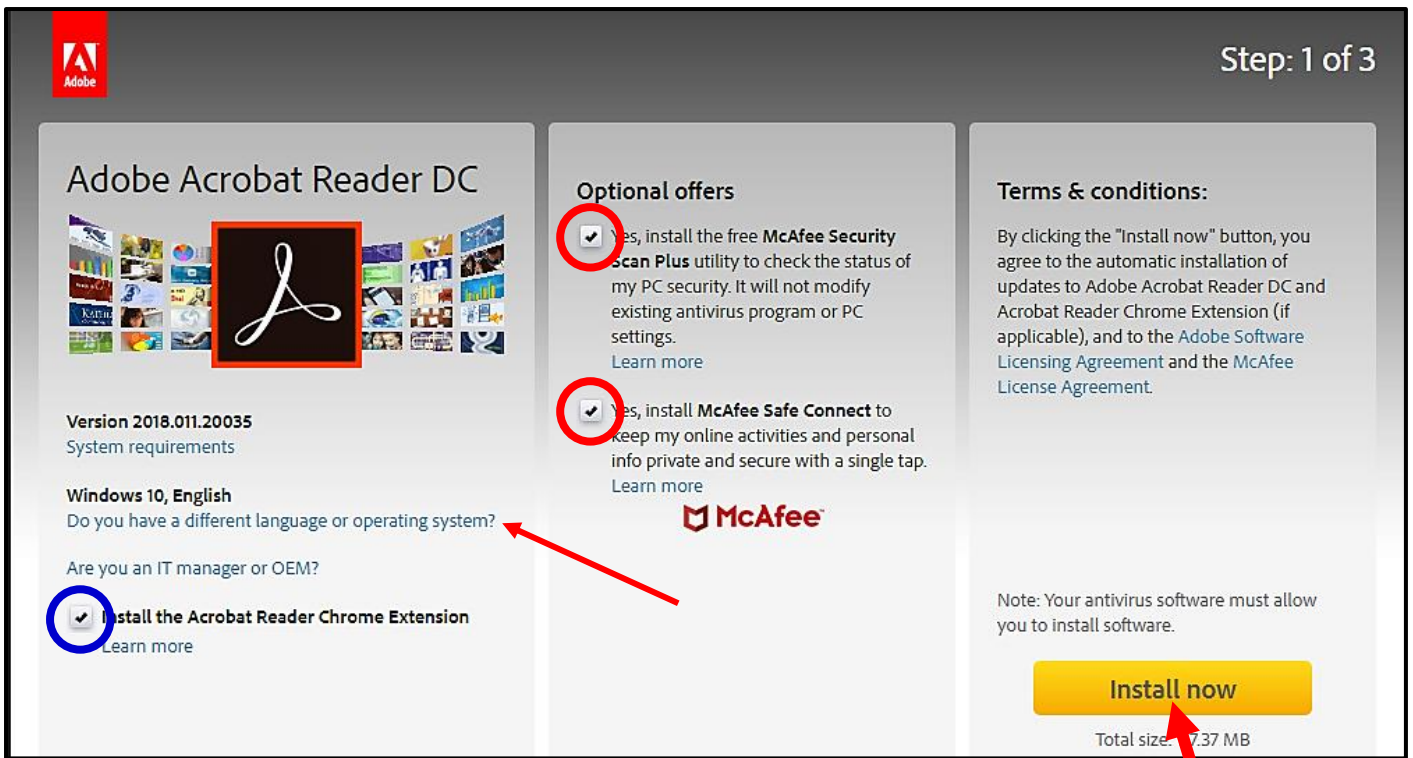 Adobe
Step: 1 of 3
Adobe Acrobat Reader DC
Version 2018.011.20035
System requirements
Windows 10, English
Do you have a different language or operating system?
Are you an IT manager or OEM?
Install the Acrobat Reader Chrome Extension
Learn more
Optional offers
Yes, install the free McAfee Security
Scan Plus utility to check the status of
my PC security. It will not modify
existing antivirus program or PC
settings.
Learn more
Yes, install McAfee Safe Connect to
keep my online activities and personal
info private and secure with a single tap.
Learn more
McAfee
Terms & conditions:
By clicking the "Install now" button, you
agree to the automatic installation of
updates to Adobe Acrobat Reader DC and
Acrobat Reader Chrome Extension (if
applicable), and to the Adobe Software
Licensing Agreement and the McAfee
License Agreement.
Note: Your antivirus software must allow
you to install software.
Install now
Total size: 7.37 MB